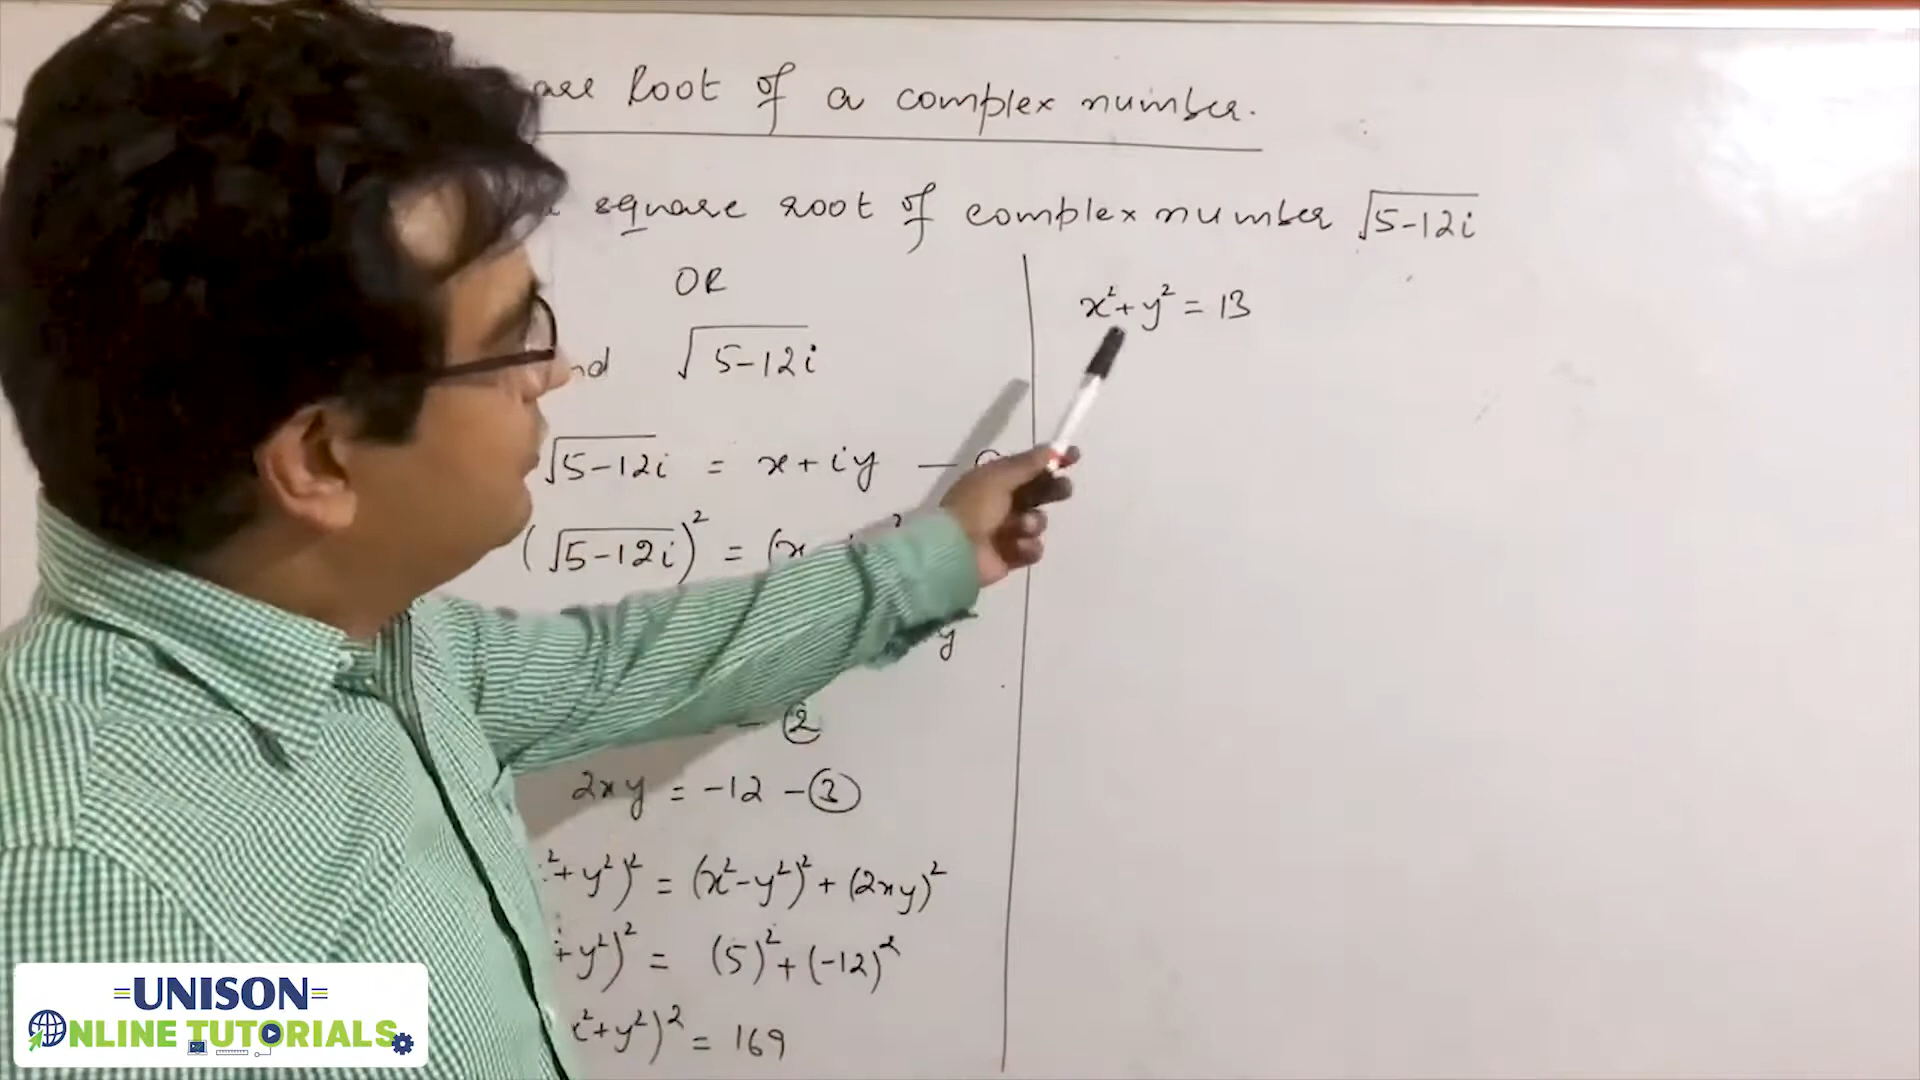 Root of a complex number.
square root of complex number √5-12i
OR
√5-12i
√5-12i = x+iy
(√5-12i)² =
y
- ②
2xy = -12 - ③
+ y²)² = (x²-y²)² + (2xy)²
+ y²)² = (5)² + (-12)²
+ y²)² = 169
x² + y² = 13
UNISON
ONLINE TUTORIALS